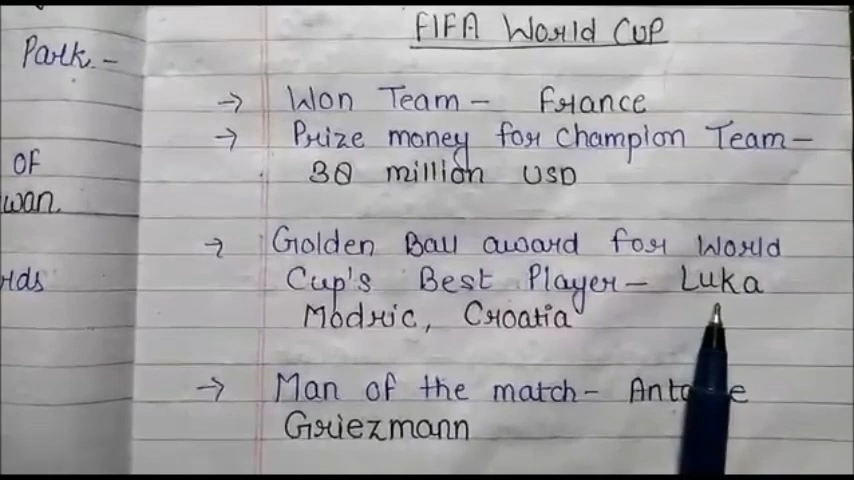 FIFA World Cup
Park.-
→ Won Team - France
→ Prize money for Champion Team -
OF
38 million USD
wan.
→ Golden Ball award for World
Cup's Best Player - Luka
rds
Modric, Croatia
→ Man of the match -
Griezmann